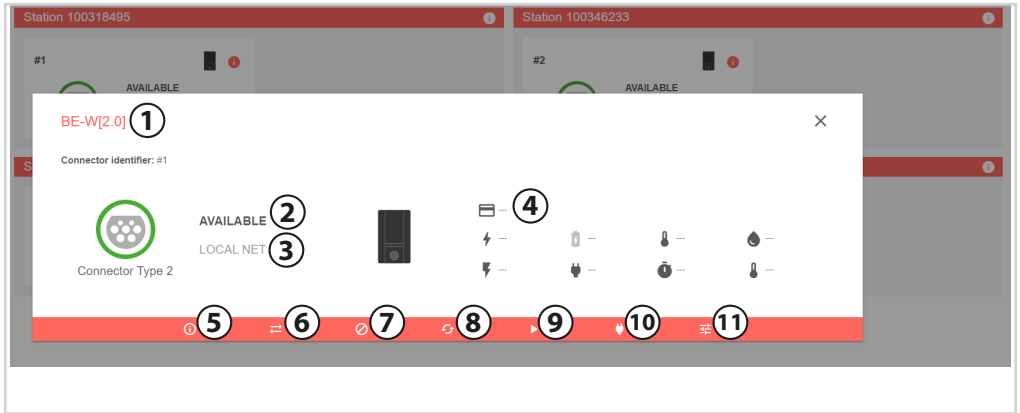 Station 100318495
Station 100346233
#1
#2
AVAILABLE
AVAILABLE
BE-W[2.0] 1
Connector identifier: #1
S
AVAILABLE 2
LOCAL NET 3
Connector Type 2
--- 4
--- --- --- ---
--- --- --- ---
5 6 7 8 9 10 11